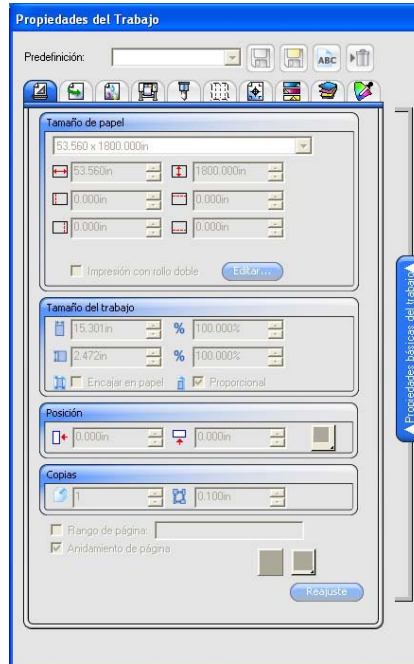 Propiedades del Trabajo
Predefinición:
ABC
Tamaño de papel
53.560 x 1800.000in
53.560in 1800.000in
0.000in 0.000in
0.000in 0.000in
Impresión con rollo doble Editar...
Tamaño del trabajo
15.301in % 100.000%
2.472in % 100.000%
Encajar en papel Proporcional
Posición
0.000in 0.000in
Copias
1 0.100in
Rango de página:
Anidamiento de página
Reajuste
Propiedades básicas del trabajo